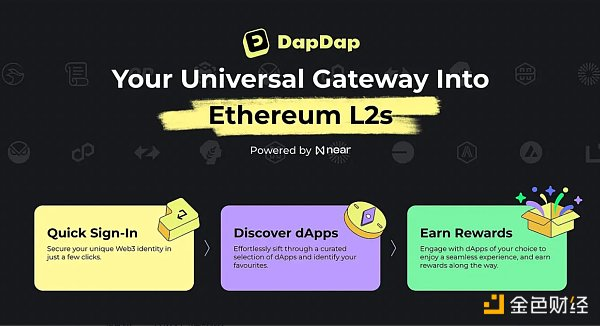 DapDap
Your Universal Gateway Into
Ethereum L2s
Powered by near
Quick Sign-In
Secure your unique Web3 identity in
just a few clicks.
Discover dApps
Effortlessly sift through a curated
selection of dApps and identify your
favourites.
Earn Rewards
Engage with dApps of your choice to
enjoy a seamless experience, and earn
rewards along the way.
金色财经